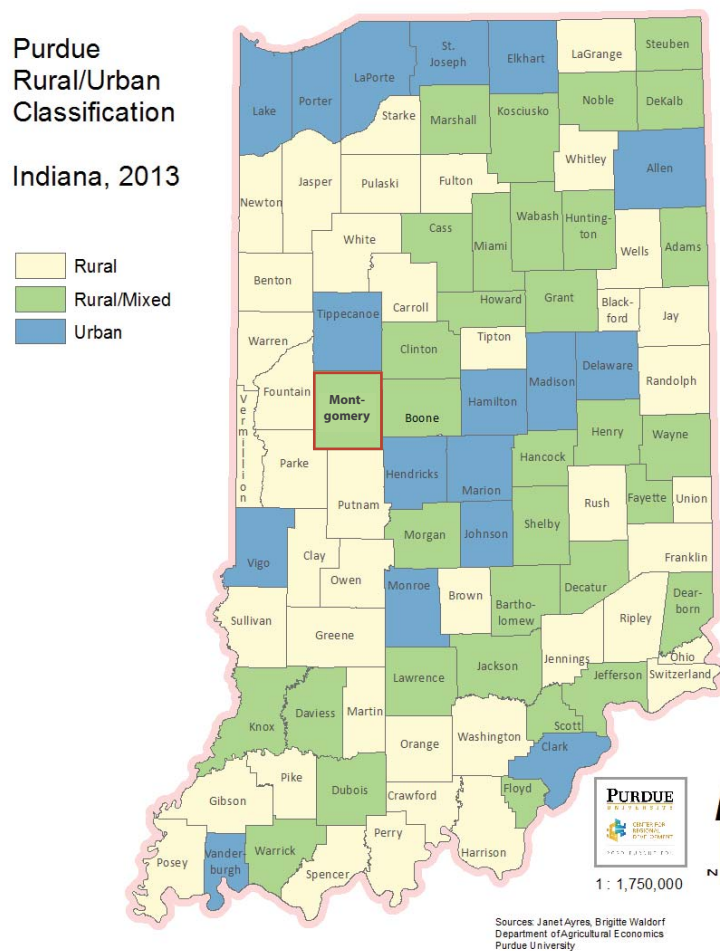 Purdue
Rural/Urban
Classification
Indiana, 2013
Rural
Rural/Mixed
Urban
Lake
Porter
LaPorte
St.
Joseph
Elkhart
LaGrange
Steuben
Noble
DeKalb
Starke
Marshall
Kosciusko
Whitley
Allen
Newton
Jasper
Pulaski
Fulton
Wabash
Hunting-
ton
Cass
Miami
White
Wells
Adams
Benton
Carroll
Howard
Grant
Black-
ford
Jay
Tippecanoe
Warren
Clinton
Tipton
Delaware
Madison
Randolph
Fountain
Mont-
gomery
Boone
Hamilton
Vermillion
Henry
Wayne
Parke
Hendricks
Marion
Hancock
Putnam
Rush
Fayette
Union
Morgan
Johnson
Shelby
Vigo
Clay
Owen
Franklin
Monroe
Brown
Bartho-
lomew
Decatur
Dear-
born
Sullivan
Greene
Ripley
Jennings
Ohio
Switzerland
Lawrence
Jackson
Jefferson
Knox
Daviess
Martin
Scott
Orange
Washington
Clark
Pike
Dubois
Gibson
Crawford
Floyd
Posey
Vander-
burgh
Warrick
Spencer
Perry
Harrison
PURDUE
UNIVERSITY
CENTER FOR
REGIONAL
DEVELOPMENT
1 : 1,750,000
z
Sources: Janet Ayres, Brigitte Waldorf
Department of Agricultural Economics
Purdue University